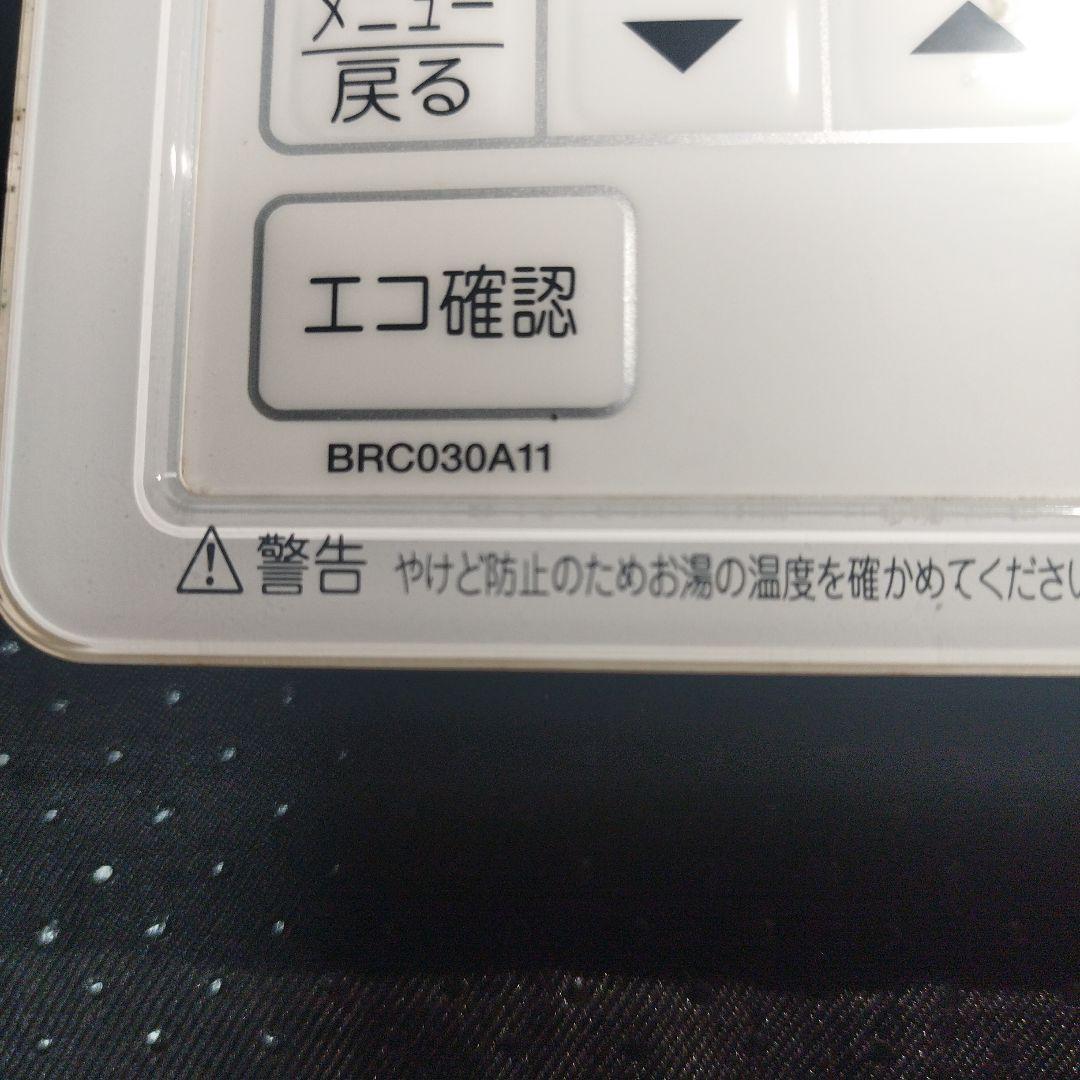 メニュー
戻る
エコ確認
BRC030A11
警告 やけど防止のためお湯の温度を確かめてください